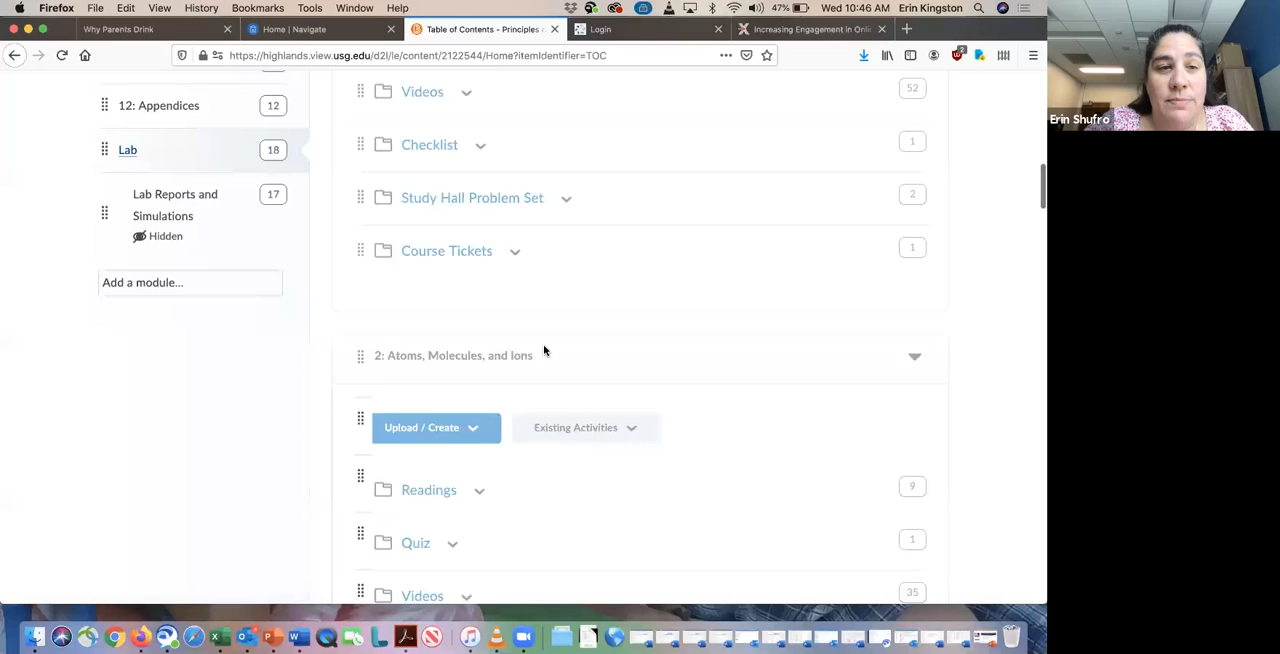 Firefox File Edit View History Bookmarks Tools Window Help 47% Wed 10:46 AM Erin Kingston
Why Parents Drink
Home | Navigate
Table of Contents - Principles
Login
Increasing Engagement in Onli
https://highlands.view.usg.edu/d2l/le/content/2122544/Home?itemIdentifier=TOC
2
12: Appendices 12
Lab 18
Lab Reports and Simulations 17
Hidden
Add a module...
Videos 52
Checklist 1
Study Hall Problem Set 2
Course Tickets 1
2: Atoms, Molecules, and Ions
Upload / Create Existing Activities
Readings 9
Quiz 1
Videos 35
Erin Shufro